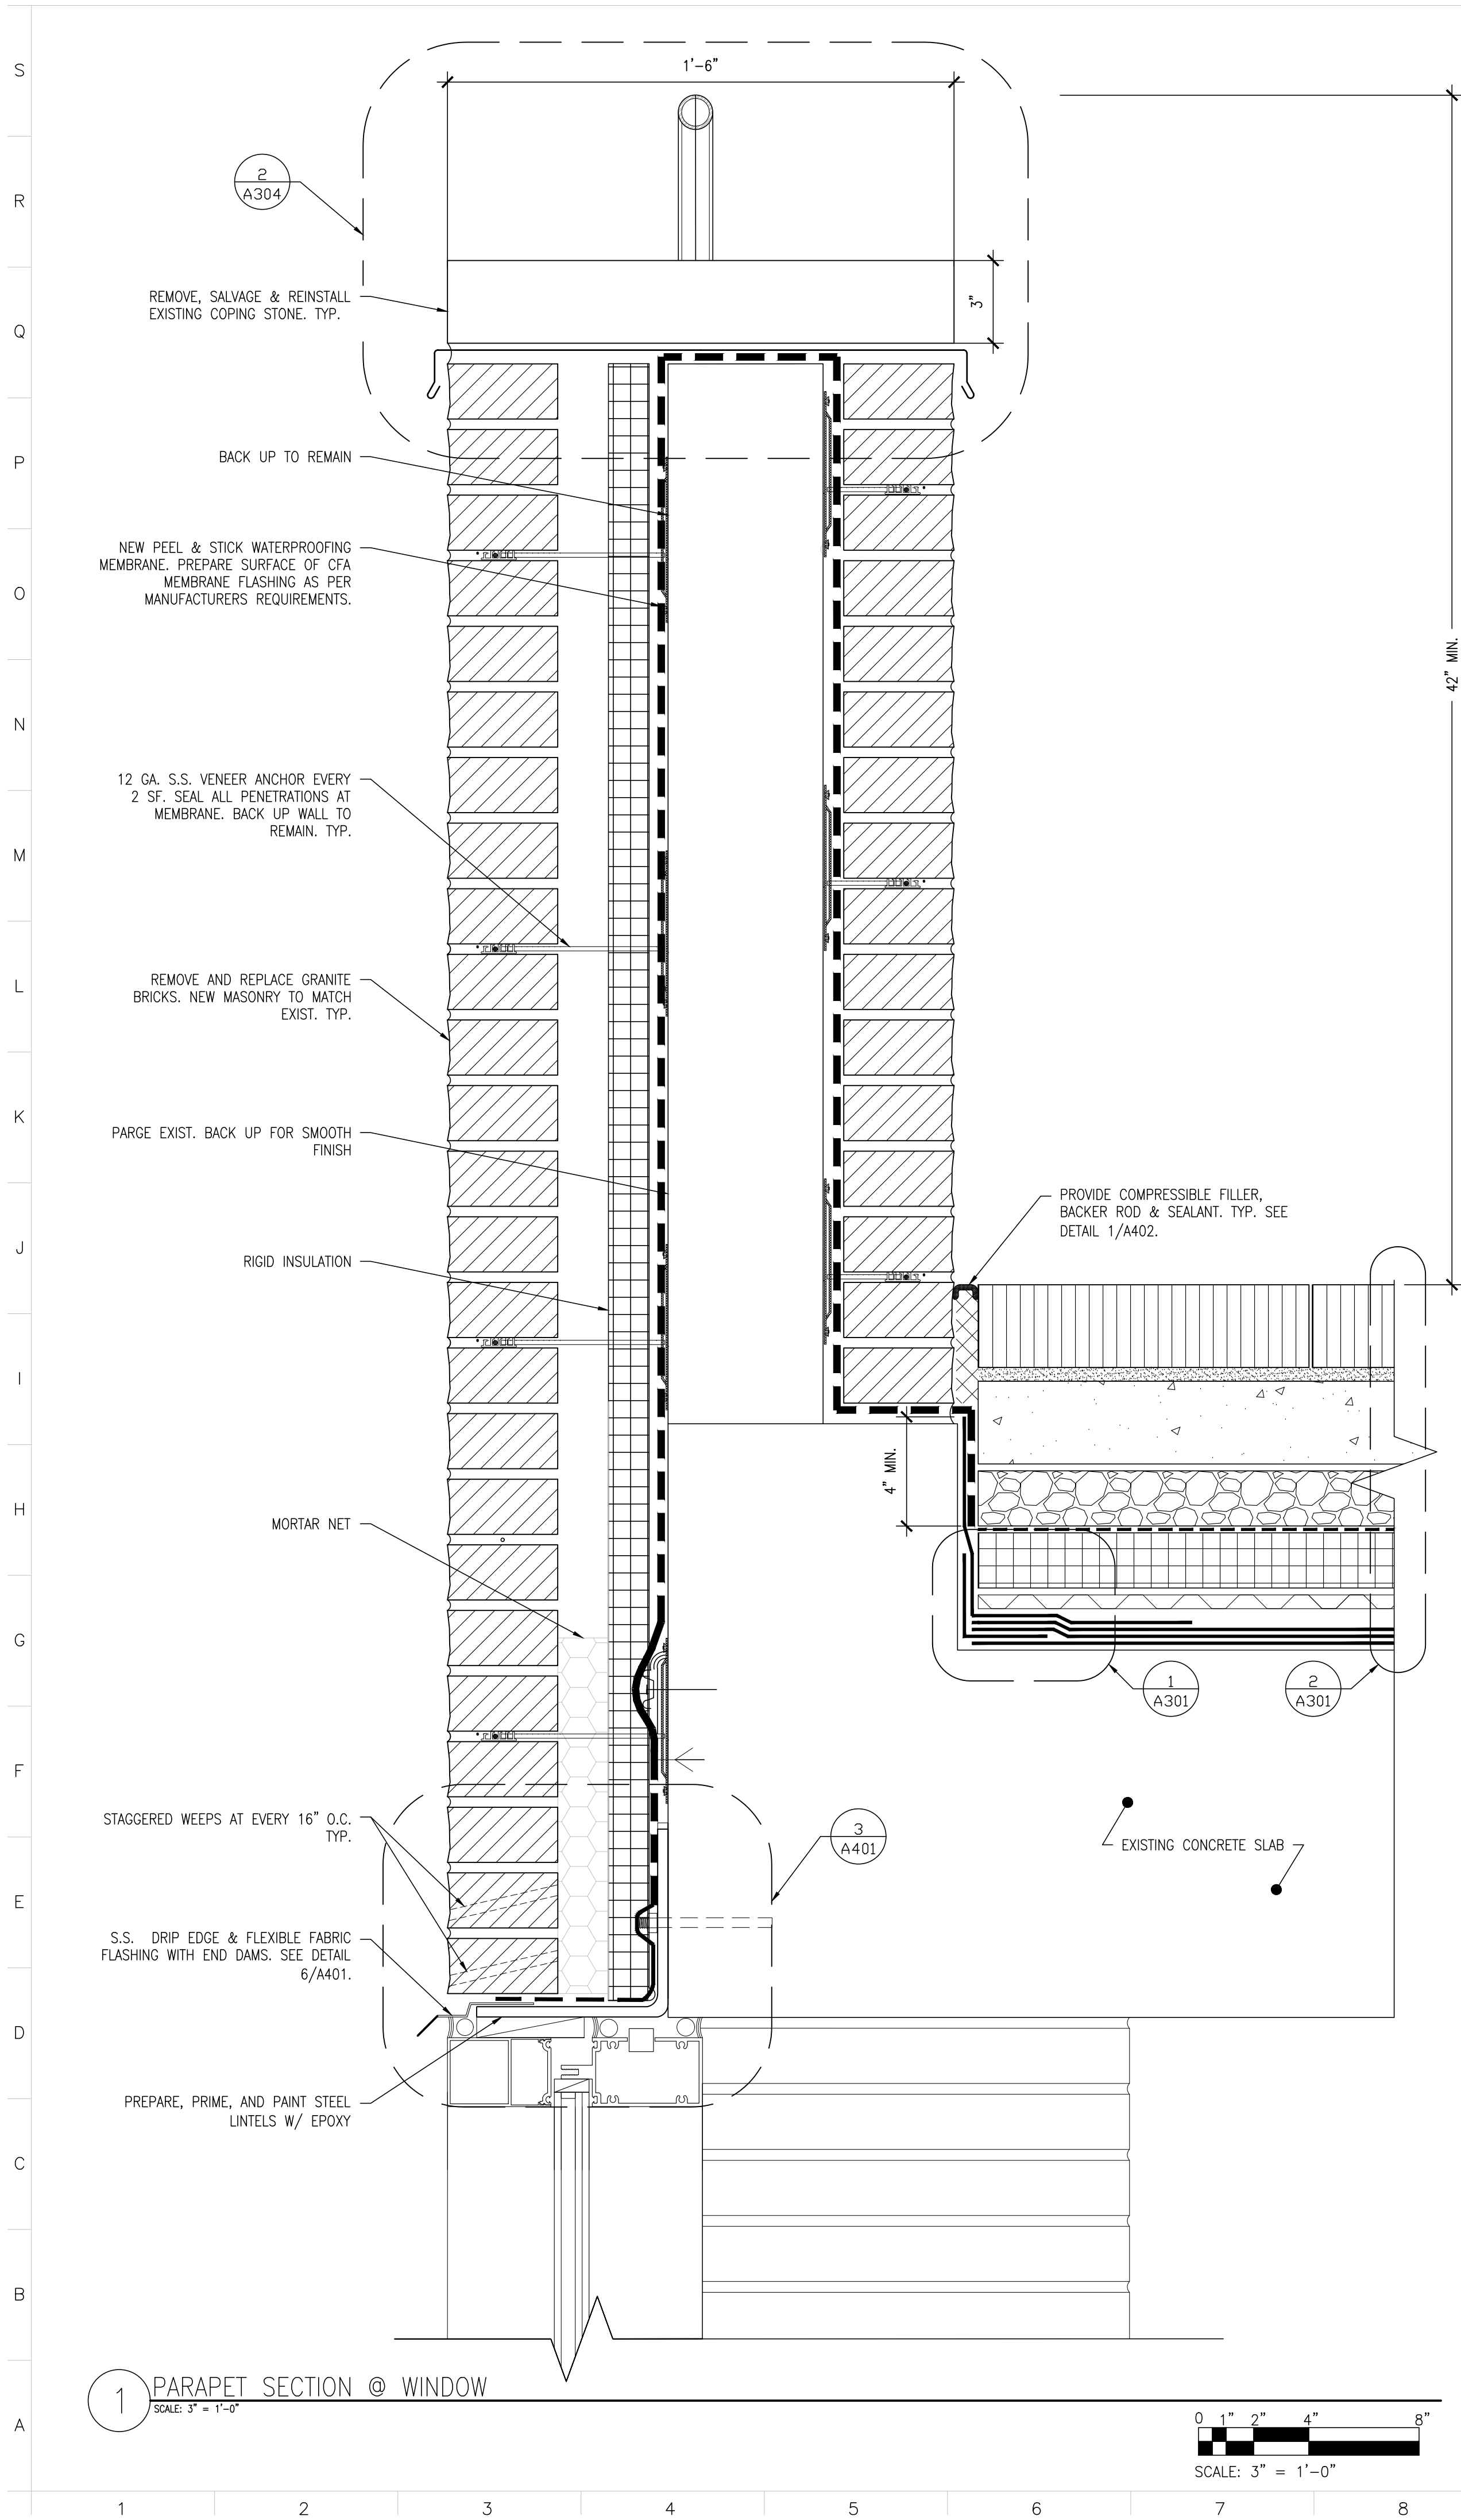 S
1'-6"
2
A304
R
REMOVE, SALVAGE & REINSTALL
EXISTING COPING STONE. TYP.
3"
Q
BACK UP TO REMAIN
P
NEW PEEL & STICK WATERPROOFING
MEMBRANE. PREPARE SURFACE OF CFA
MEMBRANE FLASHING AS PER
MANUFACTURERS REQUIREMENTS.
O
42" MIN.
N
12 GA. S.S. VENEER ANCHOR EVERY
2 SF. SEAL ALL PENETRATIONS AT
MEMBRANE. BACK UP WALL TO
REMAIN. TYP.
M
REMOVE AND REPLACE GRANITE
BRICKS. NEW MASONRY TO MATCH
EXIST. TYP.
L
PARGE EXIST. BACK UP FOR SMOOTH
FINISH
K
PROVIDE COMPRESSIBLE FILLER,
BACKER ROD & SEALANT. TYP. SEE
DETAIL 1/A402.
J
RIGID INSULATION
I
4" MIN.
H
MORTAR NET
G
1
A301
2
A301
F
STAGGERED WEEPS AT EVERY 16" O.C.
TYP.
3
A401
EXISTING CONCRETE SLAB
E
S.S. DRIP EDGE & FLEXIBLE FABRIC
FLASHING WITH END DAMS. SEE DETAIL
6/A401.
D
PREPARE, PRIME, AND PAINT STEEL
LINTELS W/ EPOXY
C
B
1
PARAPET SECTION @ WINDOW
SCALE: 3" = 1'-0"
A
0 1" 2" 4" 8"
SCALE: 3" = 1'-0"
1 2 3 4 5 6 7 8